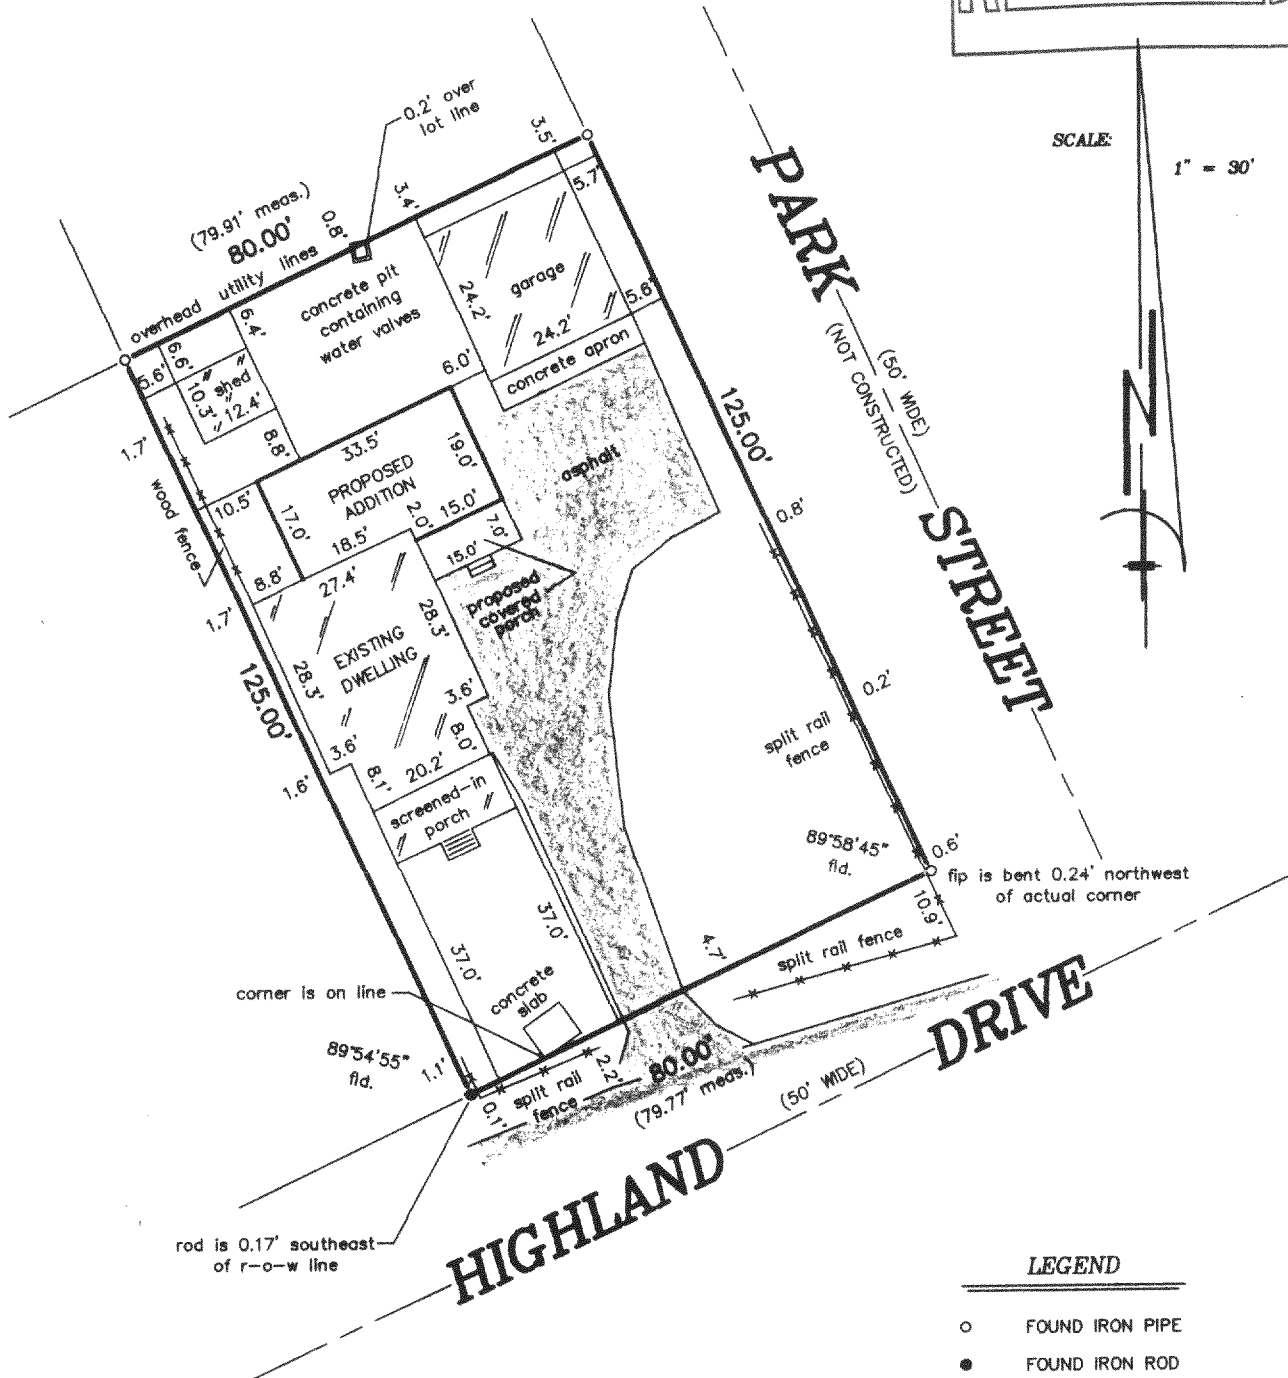 0.2' over
lot line
SCALE:
1" = 30'
3.5'
5.7'
3.4'
(79.91' meas.)
80.00'
0.8'
overhead utility lines
concrete pit
containing
water valves
garage
24.2'
24.2'
5.6'
concrete apron
6.0'
6.4'
6.6'
5.6'
shed
10.3'
12.4'
8.8'
1.7'
wood fence
10.5'
33.5'
PROPOSED
ADDITION
19.0'
17.0'
18.5'
2.0'
15.0'
7.0'
15.0'
8.8'
27.4'
asphalt
proposed
covered
porch
PARK
STREET
(50' WIDE)
(NOT CONSTRUCTED)
125.00'
0.8'
0.2'
split rail
fence
0.6'
1.7'
28.3'
EXISTING
DWELLING
28.3'
125.00'
3.6'
3.6'
8.0'
8.1'
20.2'
1.6'
screened-in
porch
89°58'45"
fld.
fip is bent 0.24' northwest
of actual corner
10.9'
split rail fence
4.7'
37.0'
37.0'
concrete
slab
corner is on line
89°54'55"
fld.
1.1'
0.1'
split rail
fence
2.2'
80.00'
(79.77' meas.)
(50' WIDE)
HIGHLAND
DRIVE
rod is 0.17' southeast
of r-o-w line
LEGEND
FOUND IRON PIPE
FOUND IRON ROD